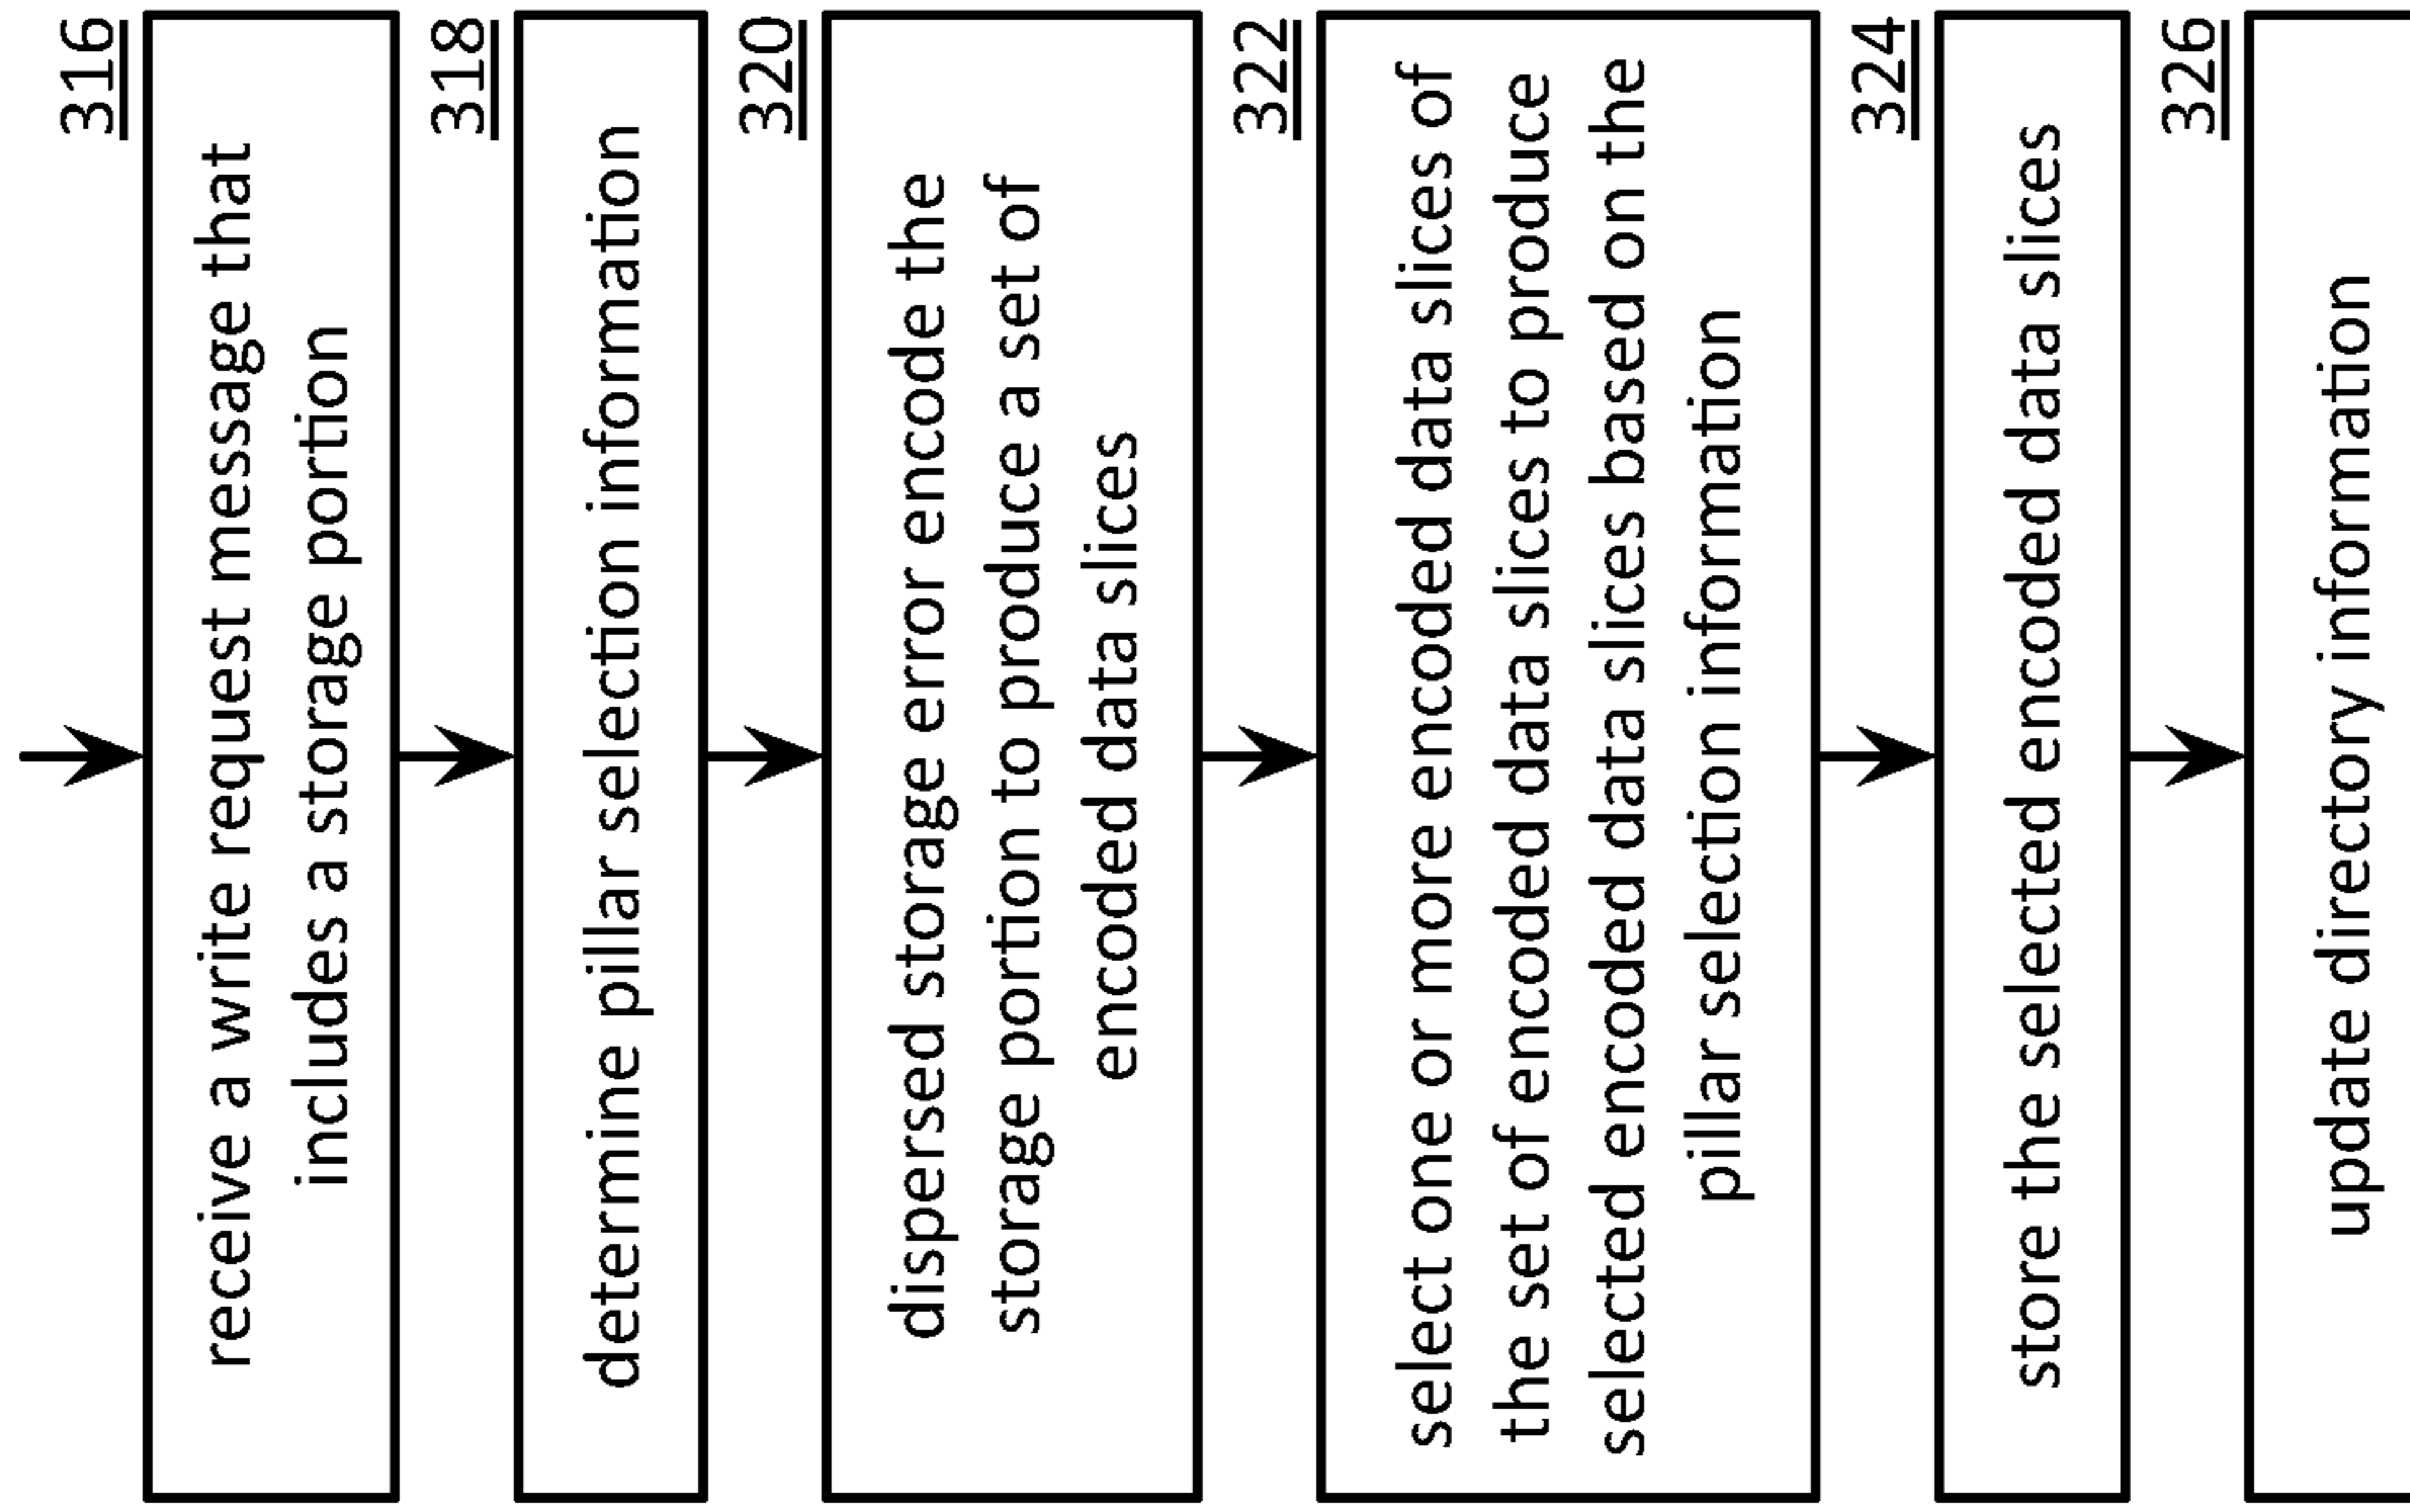 316
receive a write request message that
includes a storage portion
318
determine pillar selection information
320
dispersed storage error encode the
storage portion to produce a set of
encoded data slices
322
select one or more encoded data slices of
the set of encoded data slices to produce
selected encoded data slices based on the
pillar selection information
324
store the selected encoded data slices
326
update directory information